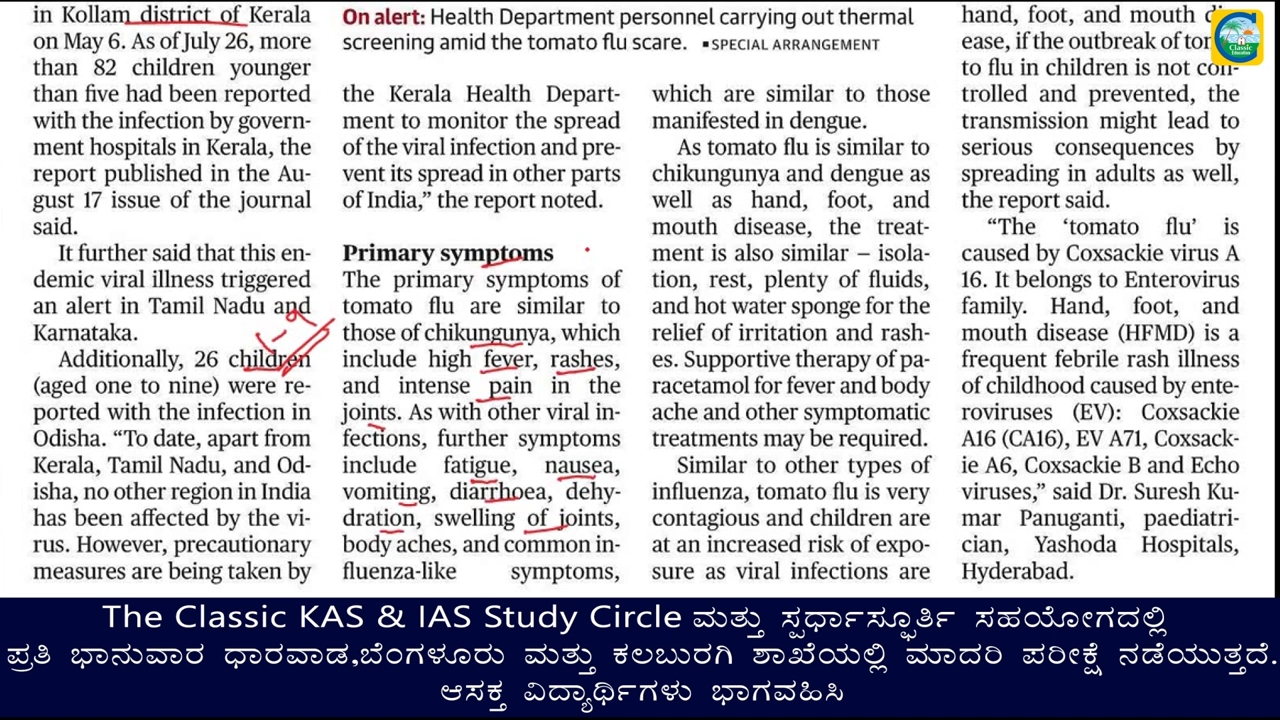 in Kollam district of Kerala
on May 6. As of July 26, more
than 82 children younger
than five had been reported
with the infection by govern-
ment hospitals in Kerala, the
report published in the Au-
gust 17 issue of the journal
said.
It further said that this en-
demic viral illness triggered
an alert in Tamil Nadu and
Karnataka.
Additionally, 26 children
(aged one to nine) were re-
ported with the infection in
Odisha. “To date, apart from
Kerala, Tamil Nadu, and Od-
isha, no other region in India
has been affected by the vi-
rus. However, precautionary
measures are being taken by
On alert: Health Department personnel carrying out thermal
screening amid the tomato flu scare. ▪SPECIAL ARRANGEMENT
the Kerala Health Depart-
ment to monitor the spread
of the viral infection and pre-
vent its spread in other parts
of India,” the report noted.
Primary symptoms
The primary symptoms of
tomato flu are similar to
those of chikungunya, which
include high fever, rashes,
and intense pain in the
joints. As with other viral in-
fections, further symptoms
include fatigue, nausea,
vomiting, diarrhoea, dehy-
dration, swelling of joints,
body aches, and common in-
fluenza-like symptoms,
which are similar to those
manifested in dengue.
As tomato flu is similar to
chikungunya and dengue as
well as hand, foot, and
mouth disease, the treat-
ment is also similar – isola-
tion, rest, plenty of fluids,
and hot water sponge for the
relief of irritation and rash-
es. Supportive therapy of pa-
racetamol for fever and body
ache and other symptomatic
treatments may be required.
Similar to other types of
influenza, tomato flu is very
contagious and children are
at an increased risk of expo-
sure as viral infections are
hand, foot, and mouth
ease, if the outbreak of
to flu in children is not con-
trolled and prevented, the
transmission might lead to
serious consequences by
spreading in adults as well,
the report said.
“The ‘tomato flu’ is
caused by Coxsackie virus A
16. It belongs to Enterovirus
family. Hand, foot, and
mouth disease (HFMD) is a
frequent febrile rash illness
of childhood caused by ente-
roviruses (EV): Coxsackie
A16 (CA16), EV A71, Coxsack-
ie A6, Coxsackie B and Echo
viruses,” said Dr. Suresh Ku-
mar Panuganti, paediatri-
cian, Yashoda Hospitals,
Hyderabad.
Classic
Education
The Classic KAS & IAS Study Circle ಮತ್ತು ಸ್ಪರ್ಧಾಸ್ಫೂರ್ತಿ ಸಹಯೋಗದಲ್ಲಿ
ಪ್ರತಿ ಭಾನುವಾರ ಧಾರವಾಡ,ಬೆಂಗಳೂರು ಮತ್ತು ಕಲಬುರಗಿ ಶಾಖೆಯಲ್ಲಿ ಮಾದರಿ ಪರೀಕ್ಷೆ ನಡೆಯುತ್ತದೆ.
ಆಸಕ್ತ ವಿದ್ಯಾರ್ಥಿಗಳು ಭಾಗವಹಿಸಿ